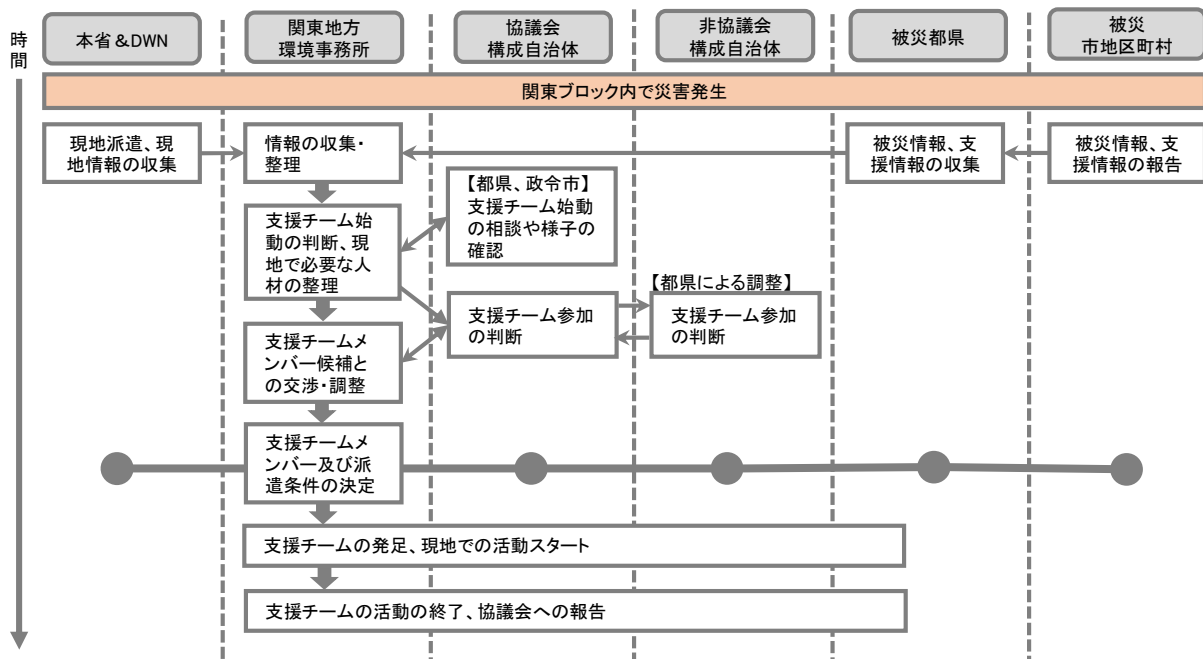 時
間
本省&DWN
関東地方
環境事務所
協議会
構成自治体
非協議会
構成自治体
被災都県
被災
市地区町村
関東ブロック内で災害発生
現地派遣、現
地情報の収集
情報の収集・
整理
被災情報、支
援情報の収集
被災情報、支
援情報の報告
【都県、政令市】
支援チーム始動
の相談や様子の
確認
支援チーム始
動の判断、現
地で必要な人
材の整理
【都県による調整】
支援チーム参加
の判断
支援チーム参加
の判断
支援チームメ
ンバー候補と
の交渉・調整
支援チームメ
ンバー及び派
遣条件の決定
支援チームの発足、現地での活動スタート
支援チームの活動の終了、協議会への報告